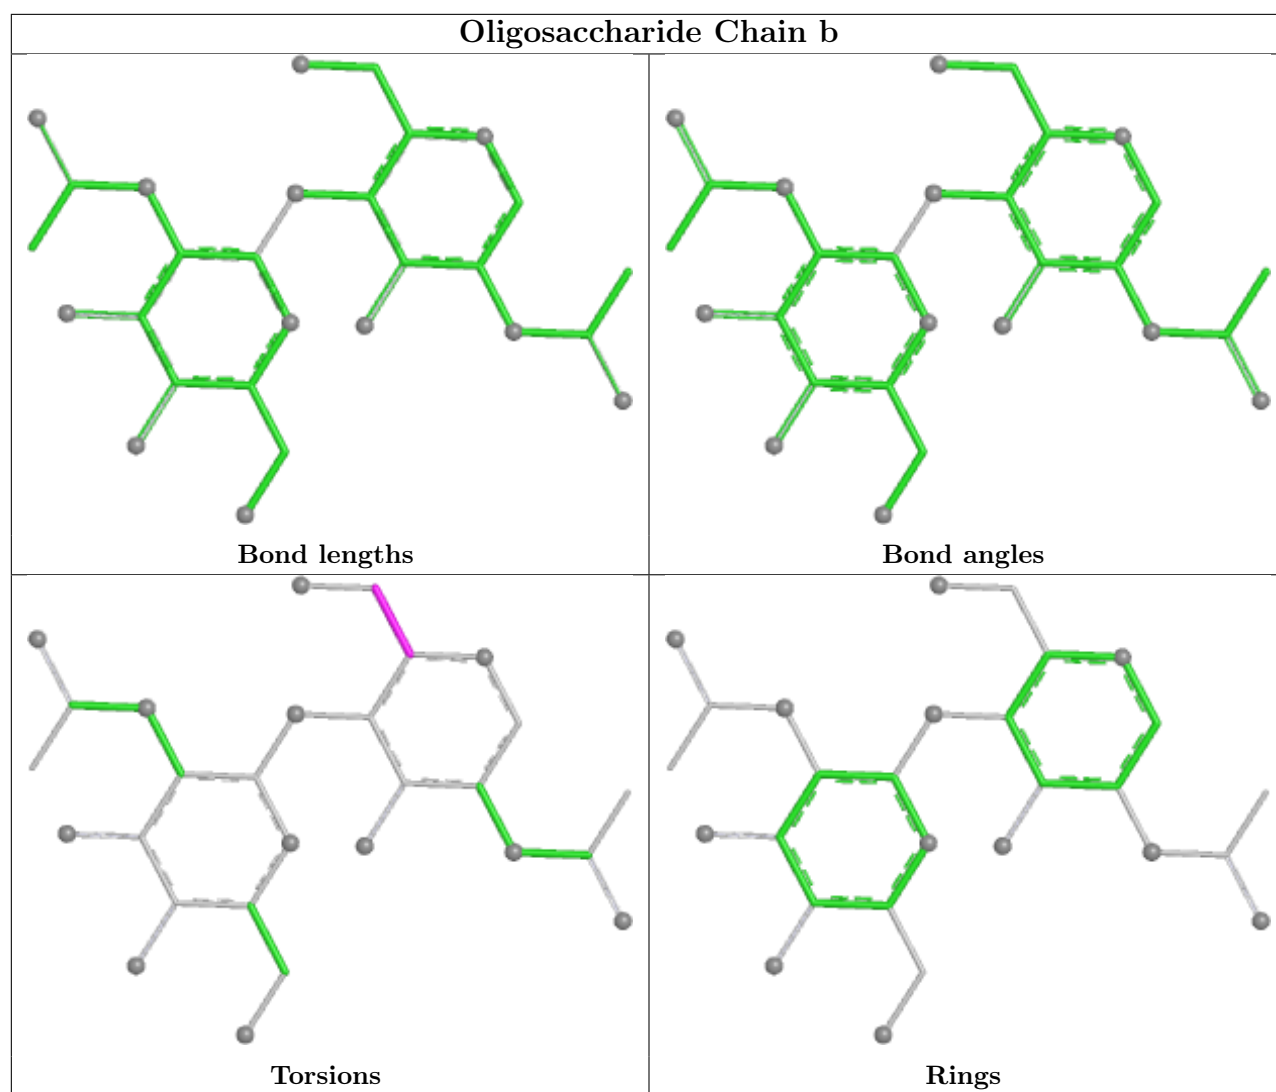 Oligosaccharide Chain b
Bond lengths
Bond angles
Torsions
Rings